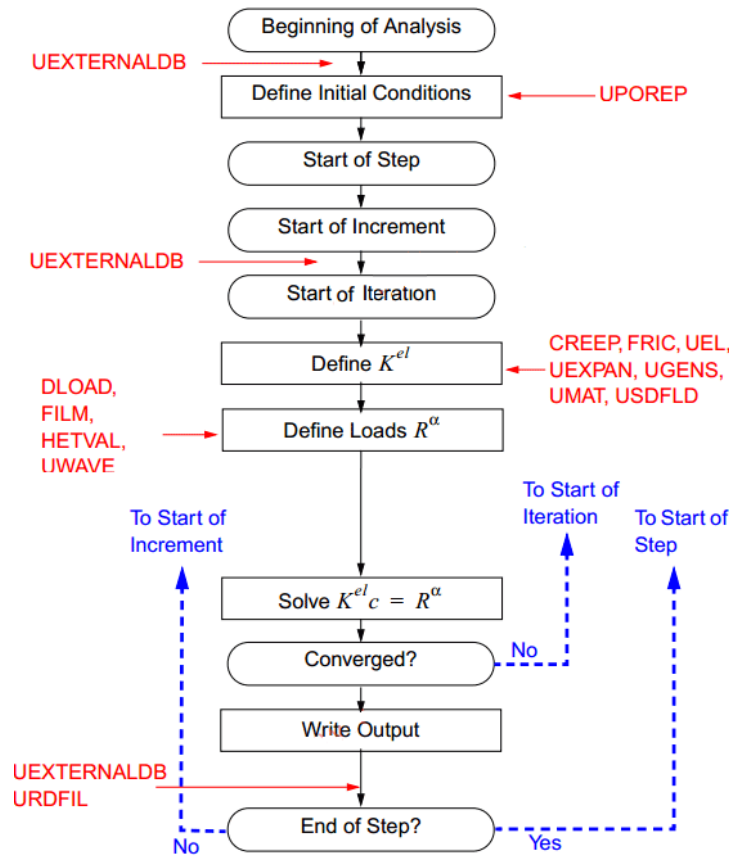 Beginning of Analysis
UEXTERNALDB
Define Initial Conditions
UPOREP
Start of Step
Start of Increment
UEXTERNALDB
Start of Iteration
Define K^el
CREEP, FRIC, UEL,
UEXPAN, UGENS,
UMAT, USDFLD
DLOAD,
FILM,
HETVAL,
UWAVE
Define Loads R^α
To Start of
Increment
To Start of
Iteration
To Start of
Step
Solve K^el c = R^α
Converged?
No
Write Output
UEXTERNALDB
URDFIL
End of Step?
No
Yes